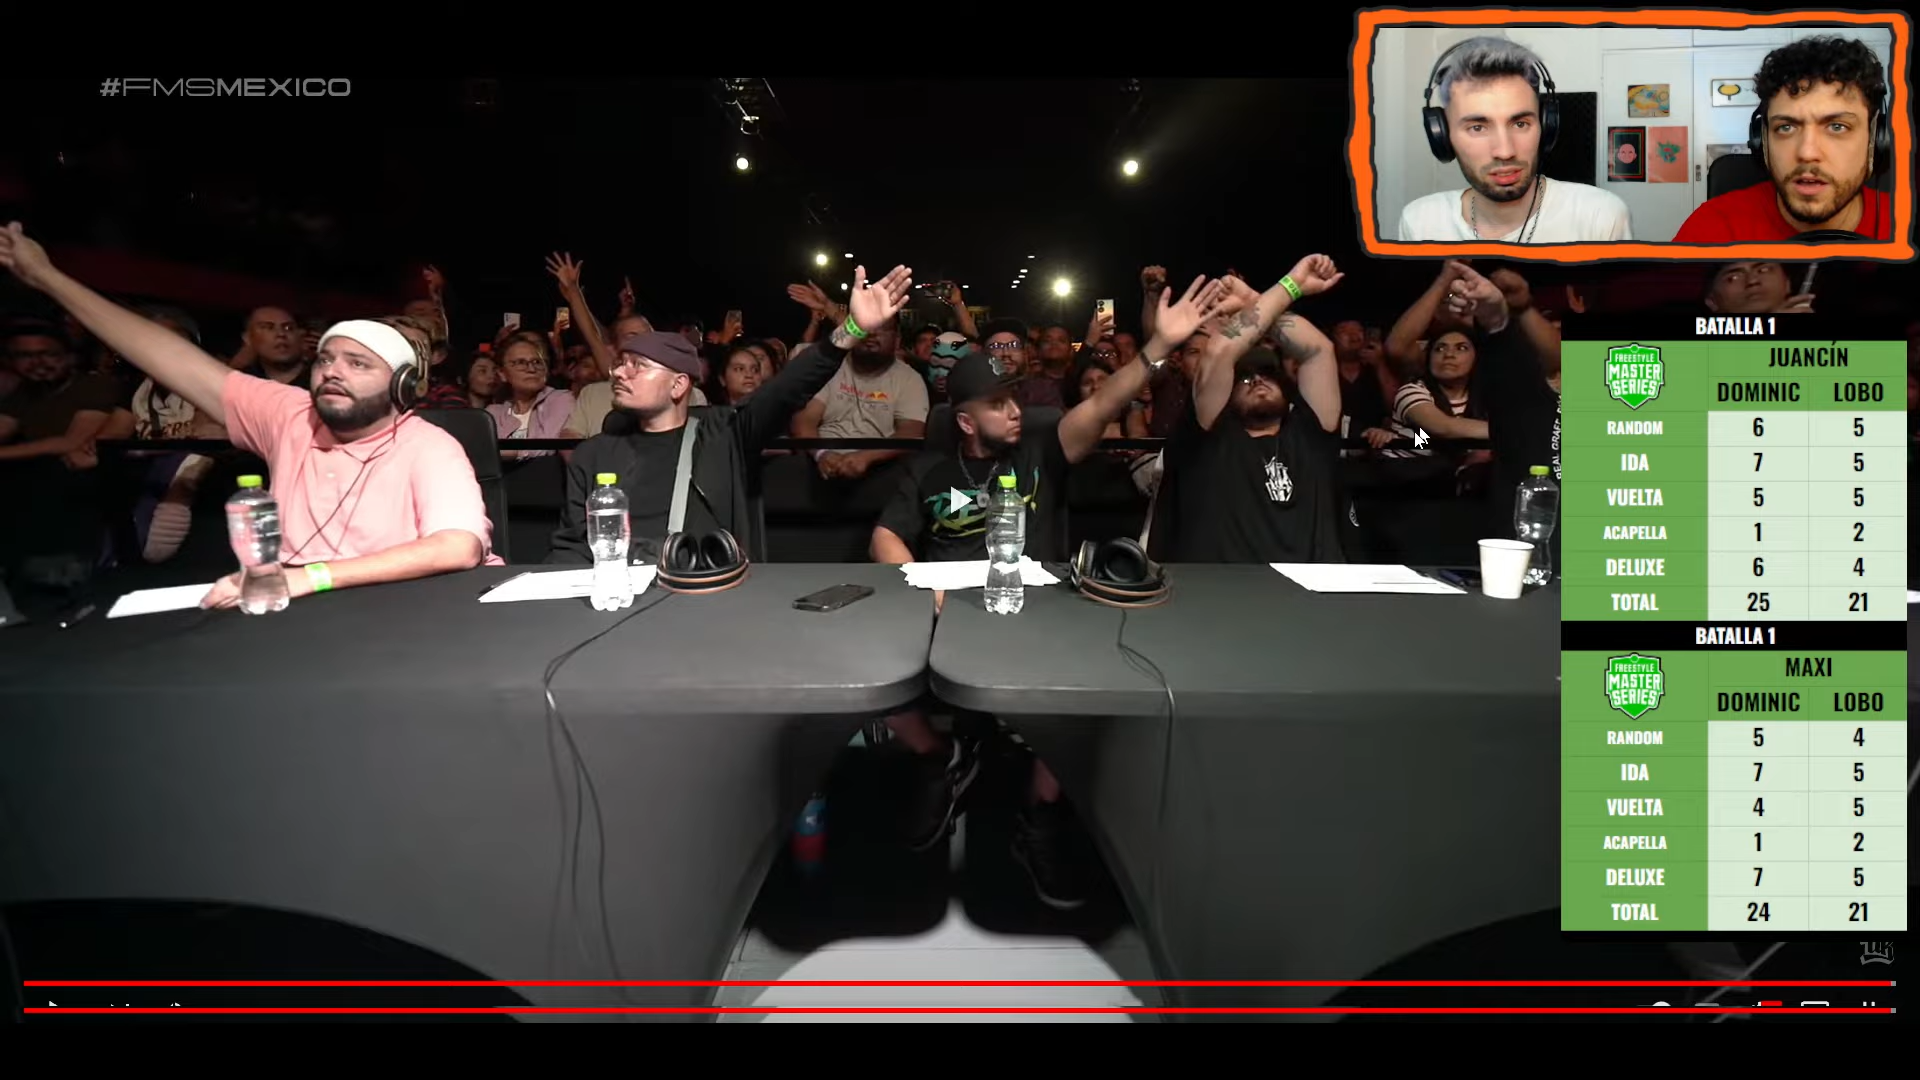 #FMSMEXICO
BATALLA 1
FREESTYLE
MASTER
SERIES
JUANCÍN
DOMINIC LOBO
RANDOM 6 5
IDA 7 5
VUELTA 5 5
ACAPELLA 1 2
DELUXE 6 4
TOTAL 25 21
BATALLA 1
FREESTYLE
MASTER
SERIES
MAXI
DOMINIC LOBO
RANDOM 5 4
IDA 7 5
VUELTA 4 5
ACAPELLA 1 2
DELUXE 7 5
TOTAL 24 21